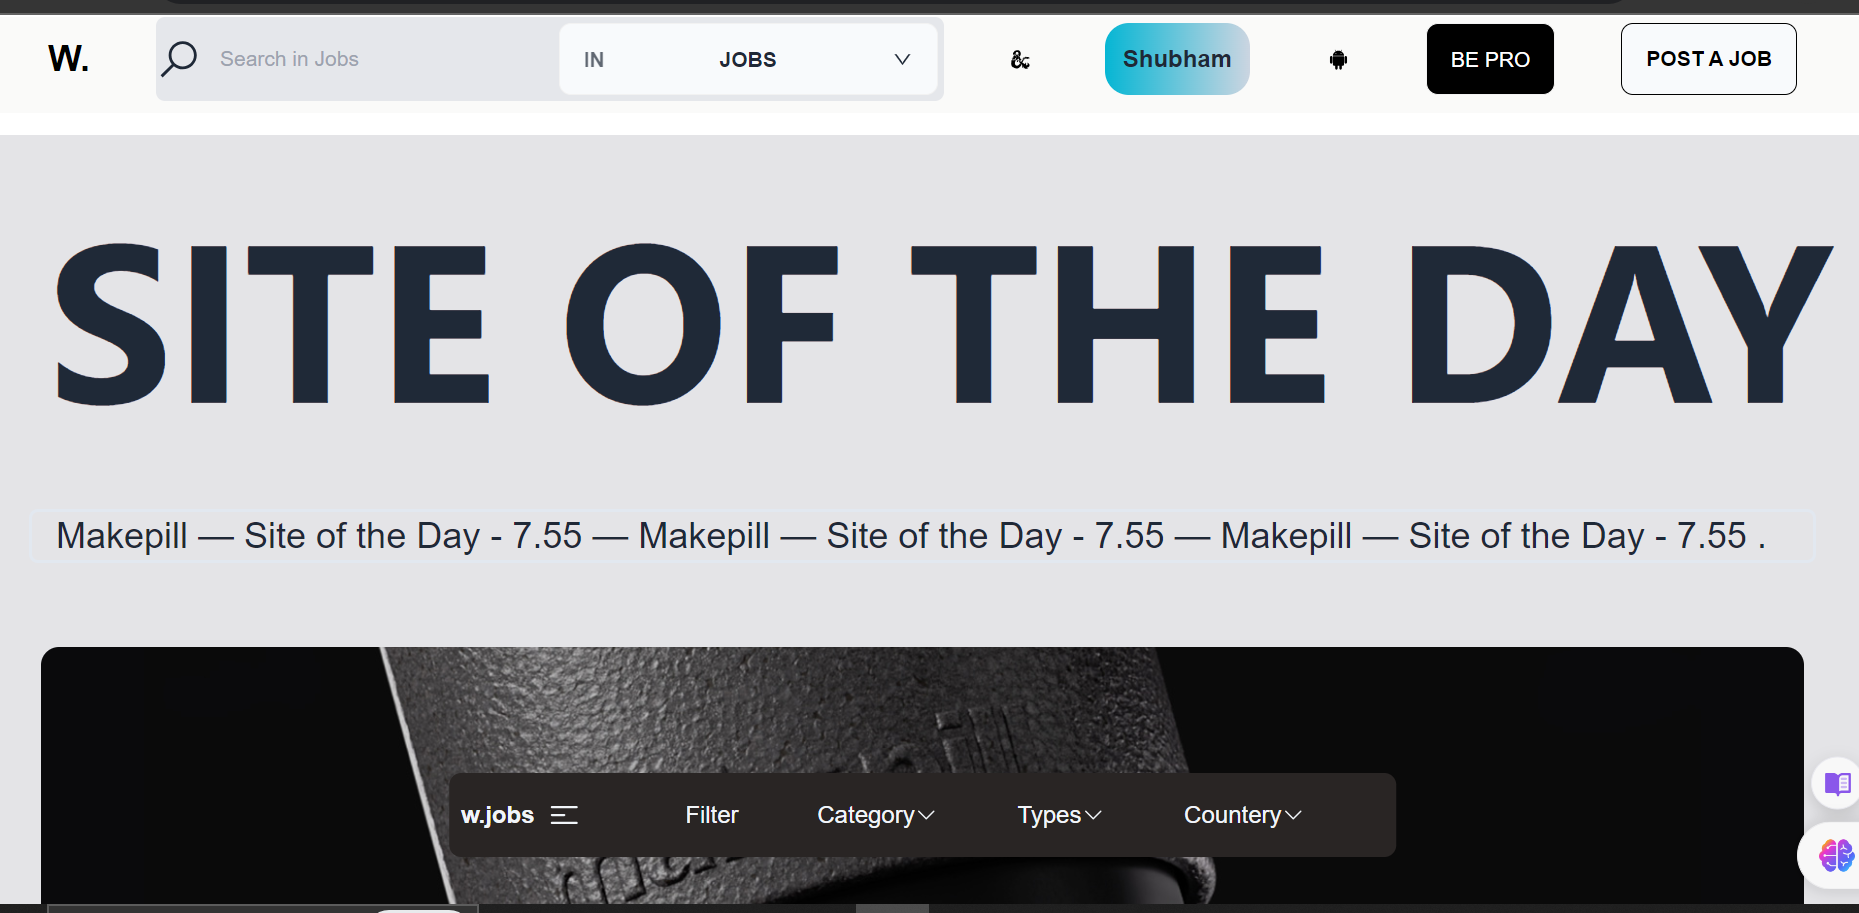 W.
Search in Jobs
IN JOBS
&
Shubham
BE PRO
POST A JOB
SITE OF THE DAY
Makepill — Site of the Day - 7.55 — Makepill — Site of the Day - 7.55 — Makepill — Site of the Day - 7.55 .
w.jobs Filter Category Types Countery